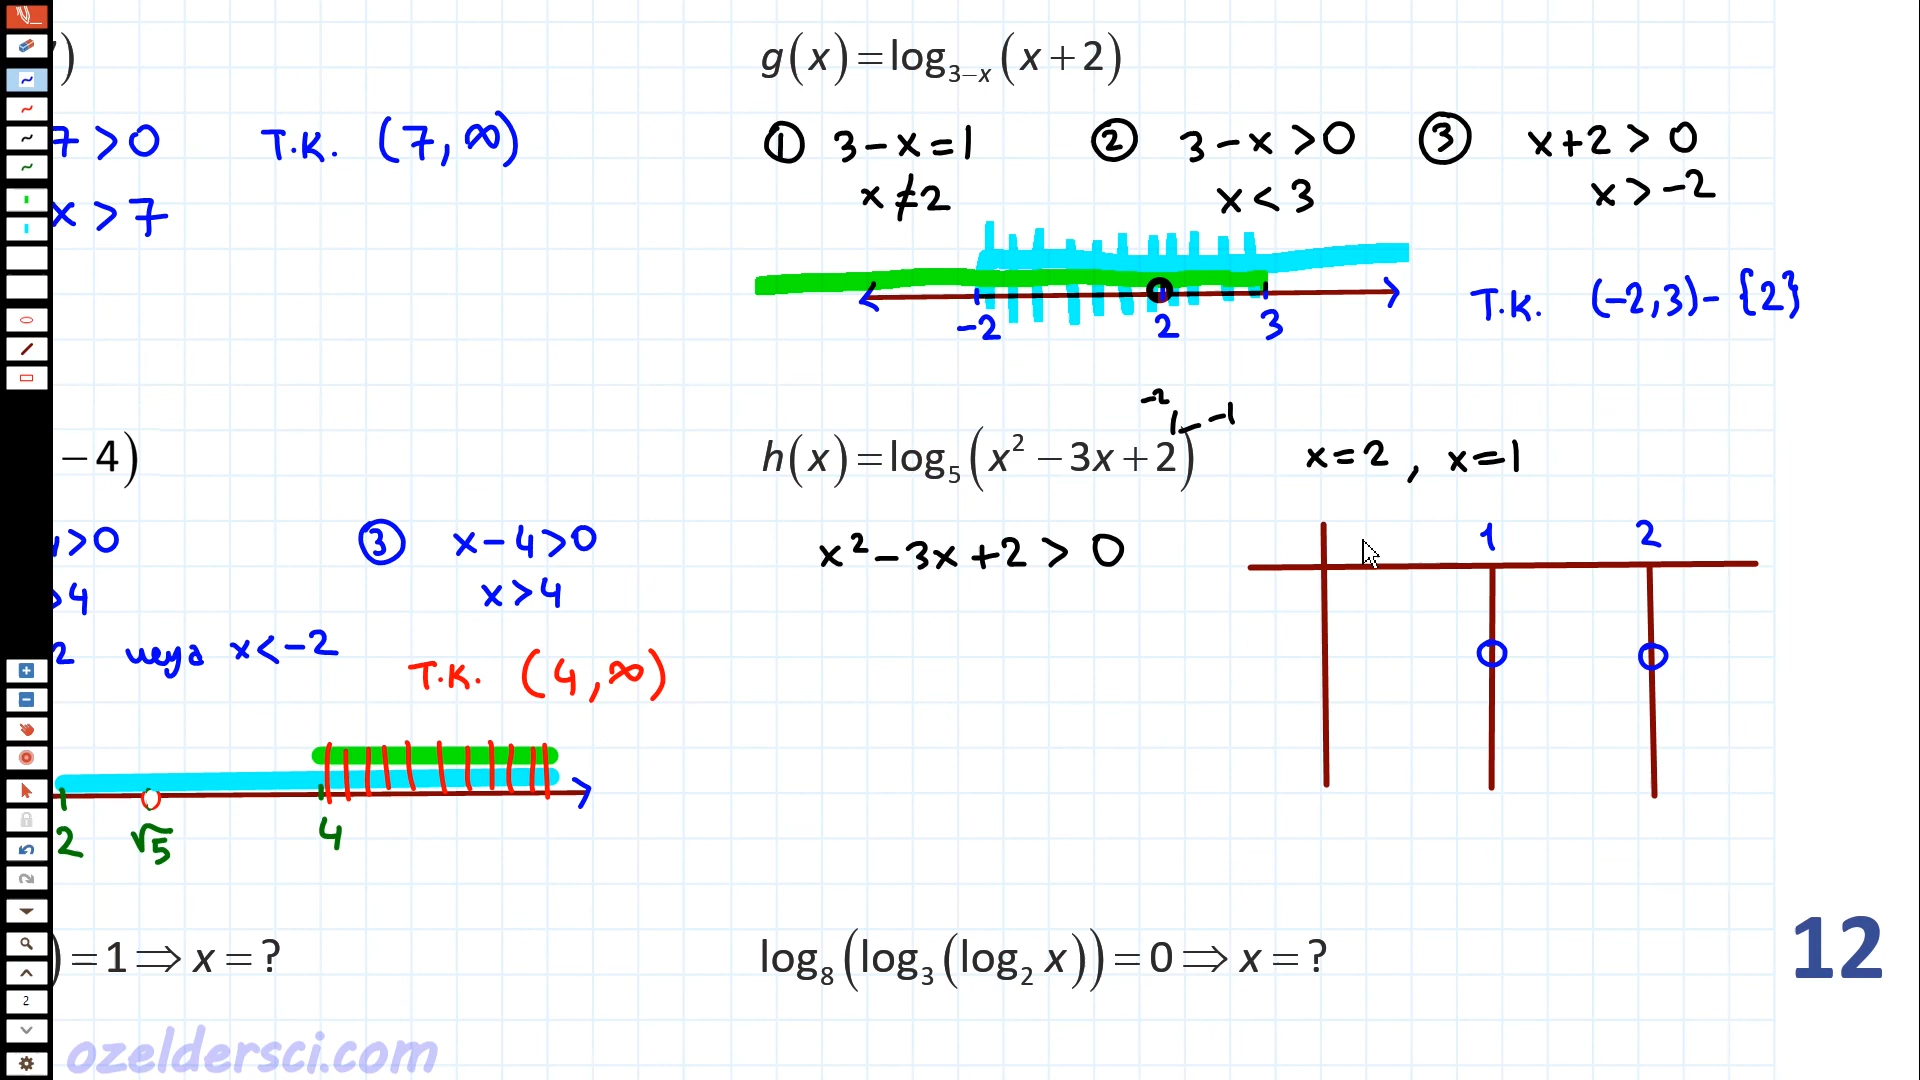 )
g(x)=log₃₋ₓ(x+2)
7>0 T.K. (7,∞)
x>7
① 3-x=1 ② 3-x>0 ③ x+2>0
x≠2 x<3 x>-2
-2 2 3
T.K. (-2,3)-{2}
-2
-1
-4)
h(x)=log₅(x²-3x+2) x=2, x=1
>0 ③ x-4>0
>4 x>4
2 x<-2
T.K. (4,∞)
2 √5 4
x²-3x+2>0
1 2
)=1⇒x=?
log₈(log₃(log₂x))=0⇒x=?
12
2
ozeldersci.com